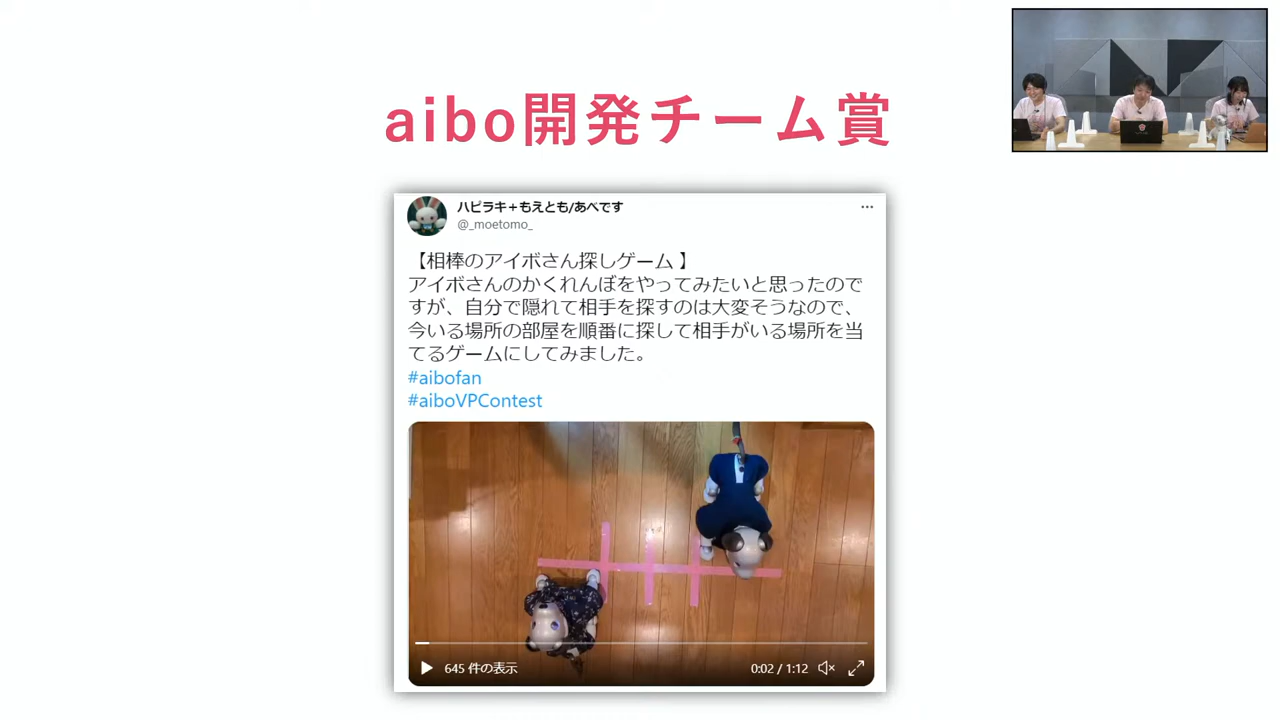 aibo開発チーム賞
ハピラキ+もえとも/あべです
@_moetomo_
【相棒のアイボさん探しゲーム 】
アイボさんのかくれんぼをやってみたいと思ったので
すが、自分で隠れて相手を探すのは大変そうなので、
今いる場所の部屋を順番に探して相手がいる場所を当
てるゲームにしてみました。
#aibofan
#aiboVPContest
645 件の表示
0:02 / 1:12